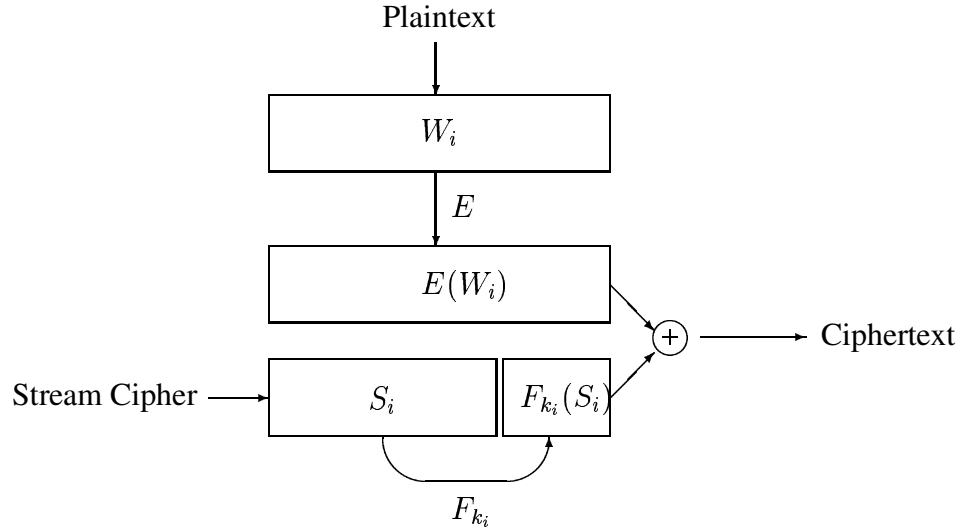 Plaintext
W_i
E
E(W_i)
+
Ciphertext
Stream Cipher
S_i
F_{k_i}(S_i)
F_{k_i}